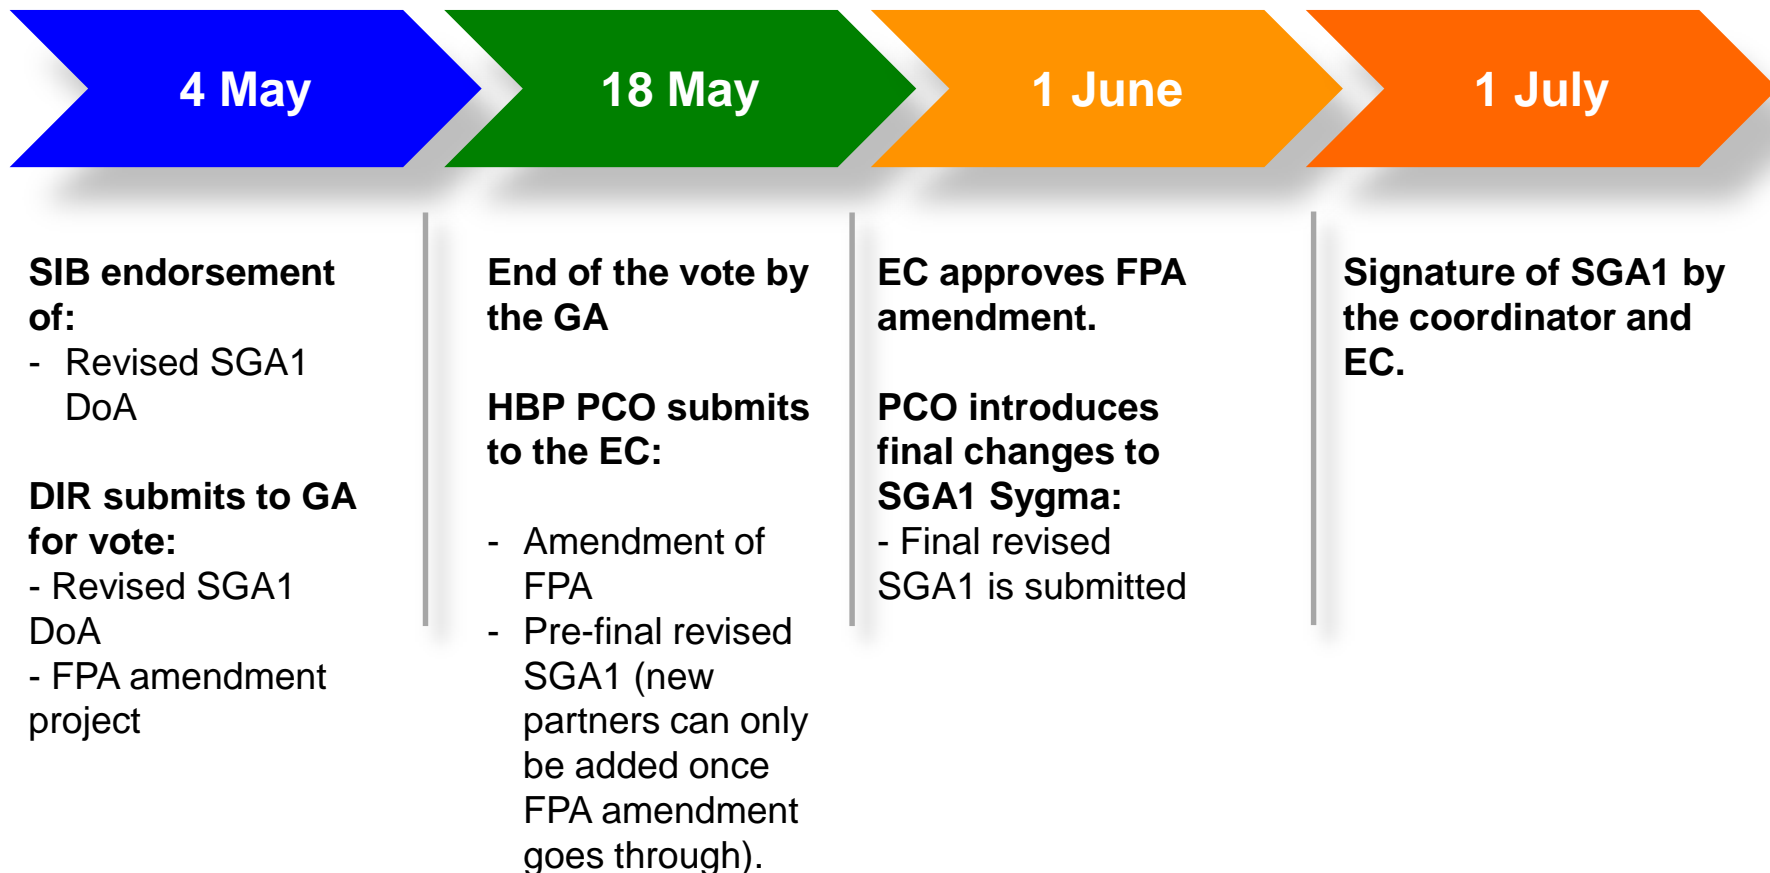 4 May
18 May
1 June
1 July
SIB endorsement
of:
- Revised SGA1
DoA
DIR submits to GA
for vote:
- Revised SGA1
DoA
- FPA amendment
project
End of the vote by
the GA
HBP PCO submits
to the EC:
- Amendment of
FPA
- Pre-final revised
SGA1 (new
partners can only
be added once
FPA amendment
goes through).
EC approves FPA
amendment.
PCO introduces
final changes to
SGA1 Sygma:
- Final revised
SGA1 is submitted
Signature of SGA1 by
the coordinator and
EC.